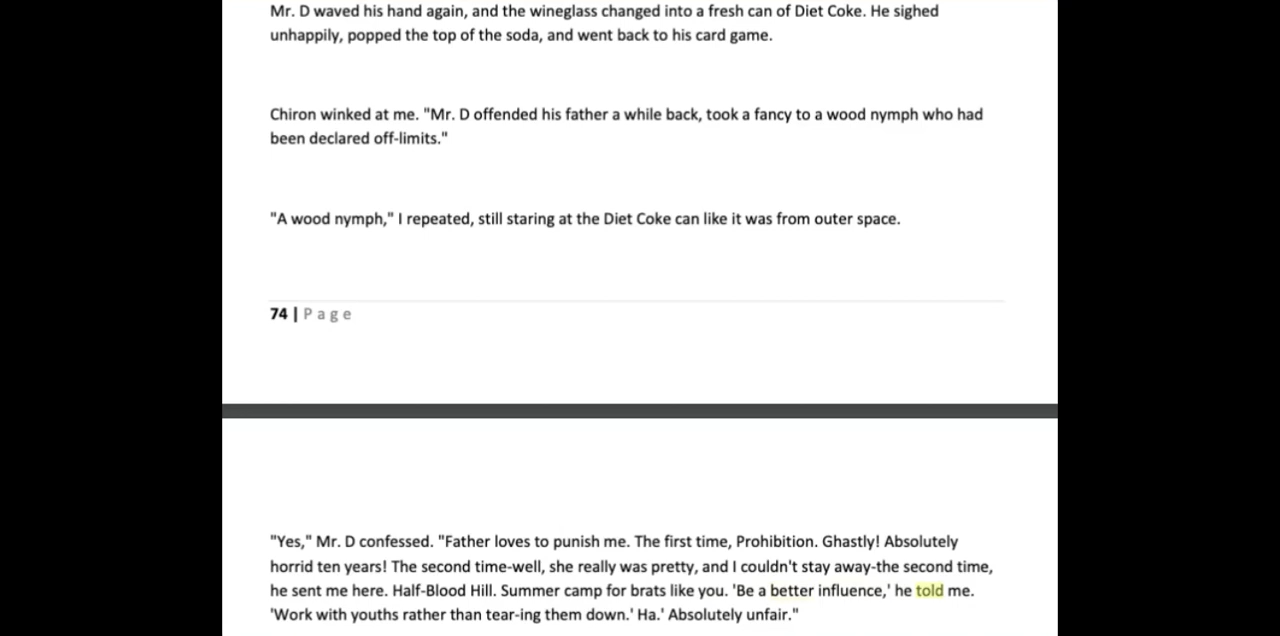 Mr. D waved his hand again, and the wineglass changed into a fresh can of Diet Coke. He sighed
unhappily, popped the top of the soda, and went back to his card game.
Chiron winked at me. "Mr. D offended his father a while back, took a fancy to a wood nymph who had
been declared off-limits."
"A wood nymph," I repeated, still staring at the Diet Coke can like it was from outer space.
74 | P a g e
"Yes," Mr. D confessed. "Father loves to punish me. The first time, Prohibition. Ghastly! Absolutely
horrid ten years! The second time-well, she really was pretty, and I couldn't stay away-the second time,
he sent me here. Half-Blood Hill. Summer camp for brats like you. 'Be a better influence,' he told me.
'Work with youths rather than tear-ing them down.' Ha.' Absolutely unfair."